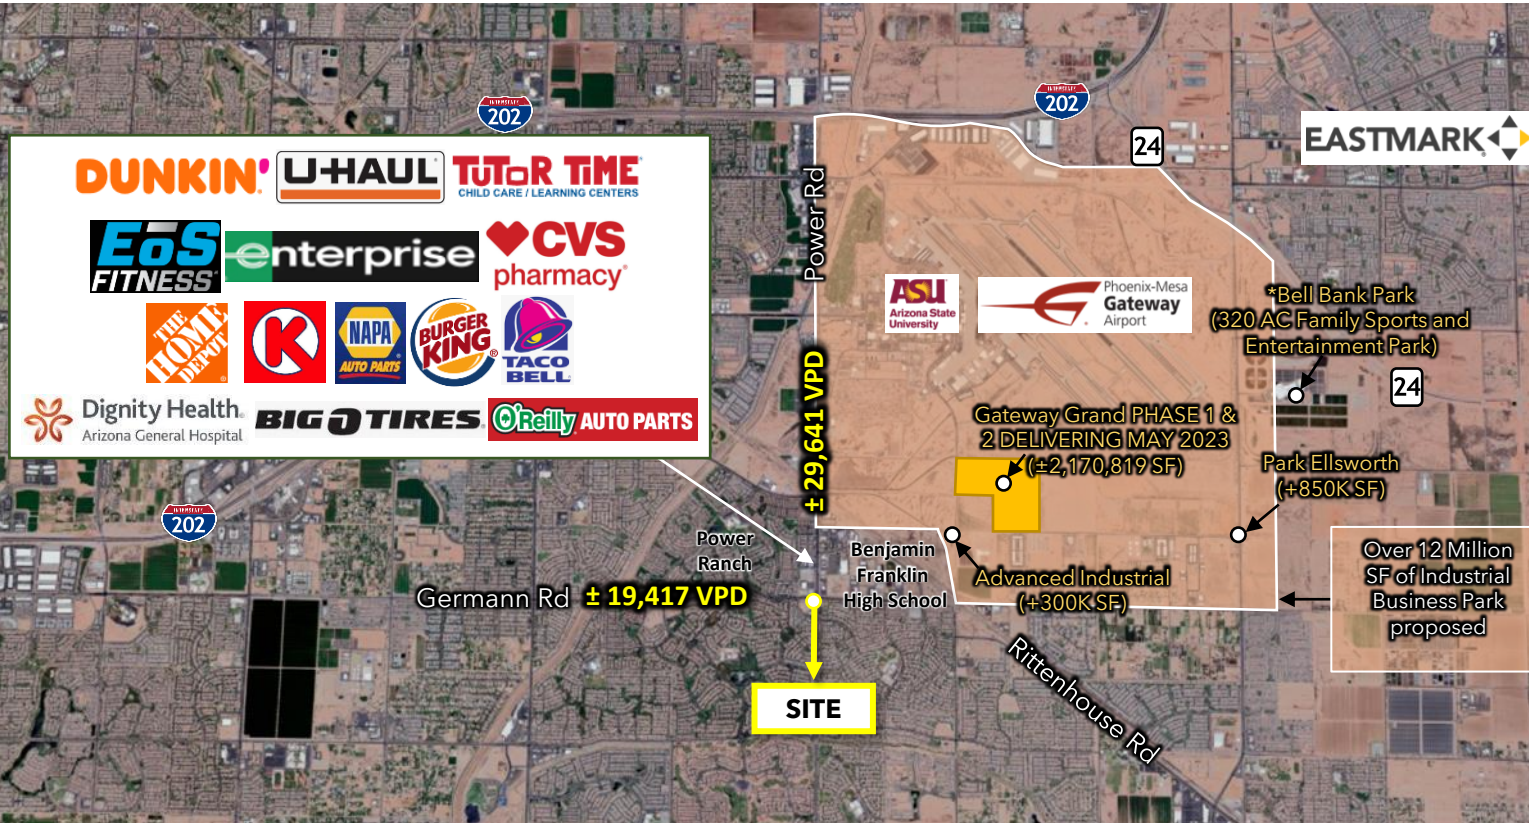 INTERSTATE
202
INTERSTATE
202
24
EASTMARK
DUNKIN'
U-HAUL
TUTOR TIME®
CHILD CARE / LEARNING CENTERS
Power Rd
EōS
FITNESS
enterprise
CVS
pharmacy®
ASU
Arizona State
University
Phoenix-Mesa
Gateway
Airport
*Bell Bank Park
(320 AC Family Sports and
Entertainment Park)
24
THE
HOME
DEPOT
K
NAPA
AUTO PARTS
BURGER
KING®
TACO
BELL
Dignity Health®
Arizona General Hospital
BIG O TIRES®
O'Reilly AUTO PARTS
± 29,641 VPD
Gateway Grand PHASE 1 &
2 DELIVERING MAY 2023
(±2,170,819 SF)
Park Ellsworth
(+850K SF)
INTERSTATE
202
Power
Ranch
Benjamin
Franklin
High School
Advanced Industrial
(+300K SF)
Over 12 Million
SF of Industrial
Business Park
proposed
Germann Rd ± 19,417 VPD
Rittenhouse Rd
SITE